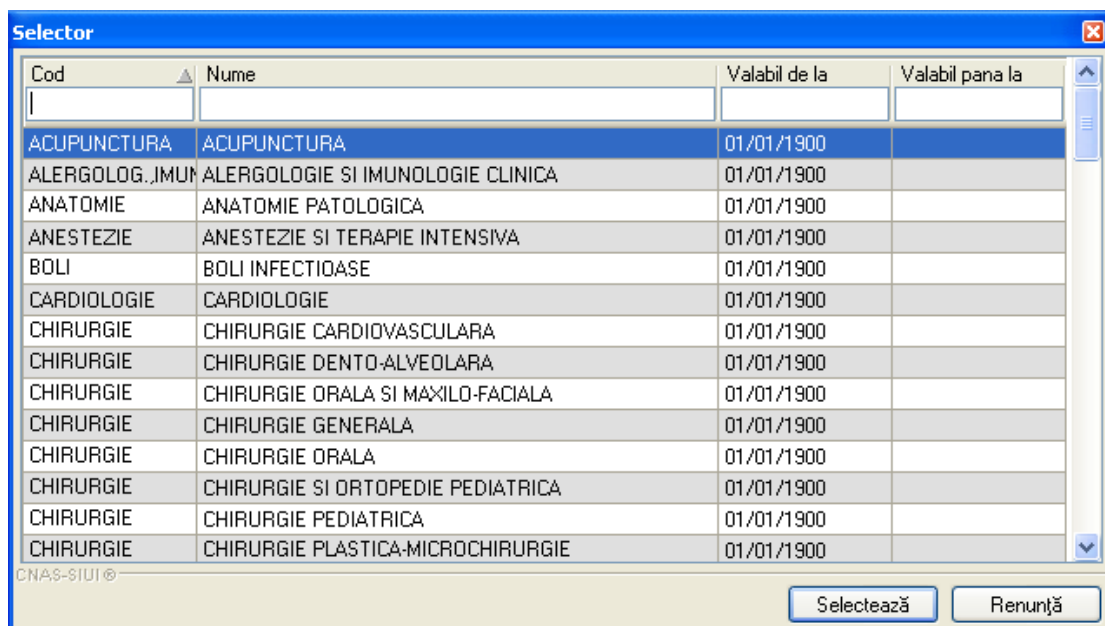 Selector
Cod Nume Valabil de la Valabil pana la
ACUPUNCTURA ACUPUNCTURA 01/01/1900
ALERGOLOG.,IMUN ALERGOLOGIE SI IMUNOLOGIE CLINICA 01/01/1900
ANATOMIE ANATOMIE PATOLOGICA 01/01/1900
ANESTEZIE ANESTEZIE SI TERAPIE INTENSIVA 01/01/1900
BOLI BOLI INFECTIOASE 01/01/1900
CARDIOLOGIE CARDIOLOGIE 01/01/1900
CHIRURGIE CHIRURGIE CARDIOVASCULARA 01/01/1900
CHIRURGIE CHIRURGIE DENTO-ALVEOLARA 01/01/1900
CHIRURGIE CHIRURGIE ORALA SI MAXILO-FACIALA 01/01/1900
CHIRURGIE CHIRURGIE GENERALA 01/01/1900
CHIRURGIE CHIRURGIE ORALA 01/01/1900
CHIRURGIE CHIRURGIE SI ORTOPEDIE PEDIATRICA 01/01/1900
CHIRURGIE CHIRURGIE PEDIATRICA 01/01/1900
CHIRURGIE CHIRURGIE PLASTICA-MICROCHIRURGIE 01/01/1900
CNAS-SIUI®
Selectează Renunţă